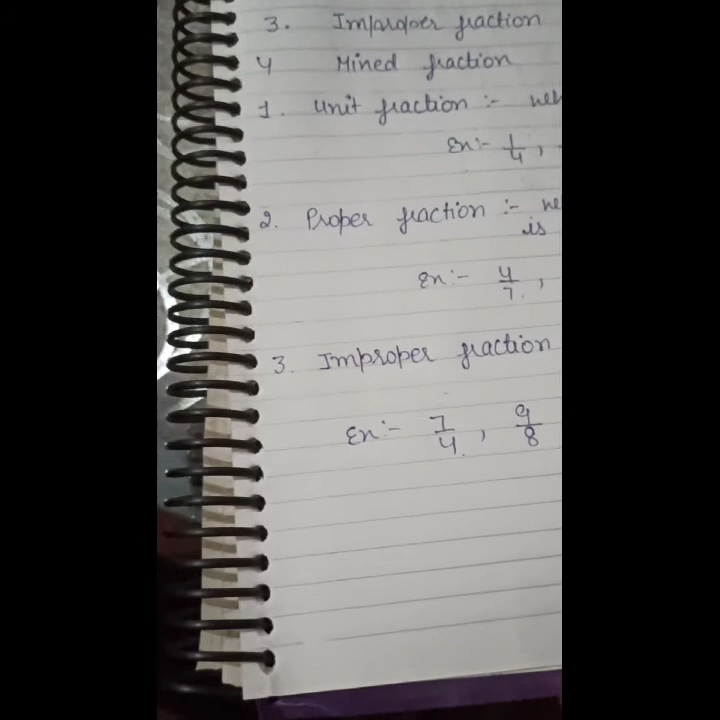 3. Improper fraction
4 Mixed fraction
1. Unit fraction :-
Ex:- 1/4,
2. Proper fraction :-
is
Ex:- 4/7,
3. Improper fraction
Ex:- 7/4, 9/8